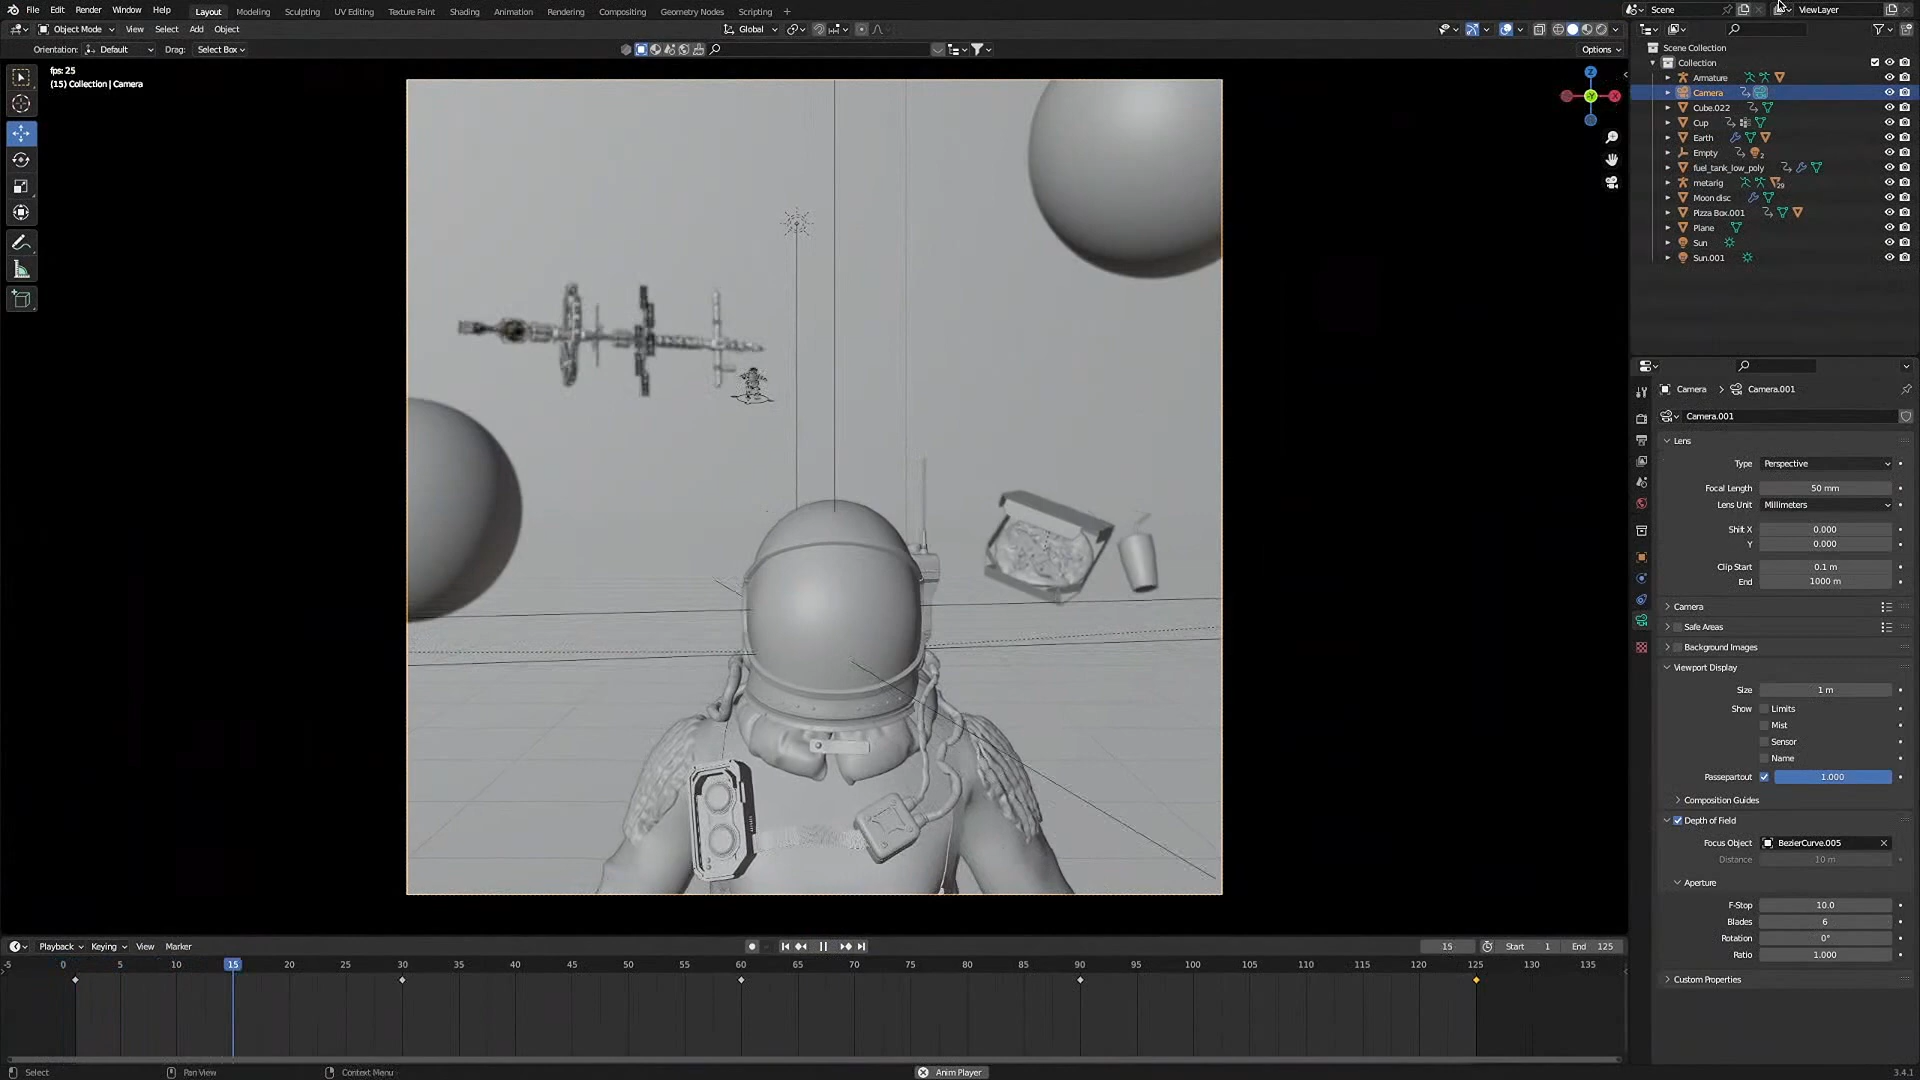 File Edit Render Window Help Layout Modeling Sculpting UV Editing Texture Paint Shading Animation Rendering Compositing Geometry Nodes Scripting + Scene ViewLayer
Object Mode View Select Add Object Global
Orientation: Default Drag: Select Box Options
fps: 25
(15) Collection | Camera
Z
Y
X
Scene Collection
Collection
Armature
Camera
Cube.022
Cup
Earth
Empty 2
fuel_tank_low_poly
metarig 29
Moon disc
Pizza Box.001
Plane
Sun
Sun.001
Camera > Camera.001
Camera.001
Lens
Type Perspective
Focal Length 50 mm
Lens Unit Millimeters
Shift X 0.000
Y 0.000
Clip Start 0.1 m
End 1000 m
Camera
Safe Areas
Background Images
Viewport Display
Size 1 m
Show Limits
Mist
Sensor
Name
Passepartout 1.000
Composition Guides
Depth of Field
Focus Object BezierCurve.005
Distance 10 m
Aperture
F-Stop 10.0
Blades 6
Rotation 0°
Ratio 1.000
Custom Properties
Playback Keying View Marker 15 Start 1 End 125
-5 0 5 10 15 20 25 30 35 40 45 50 55 60 65 70 75 80 85 90 95 100 105 110 115 120 125 130 135
Select Pan View Context Menu Anim Player 3.4.1